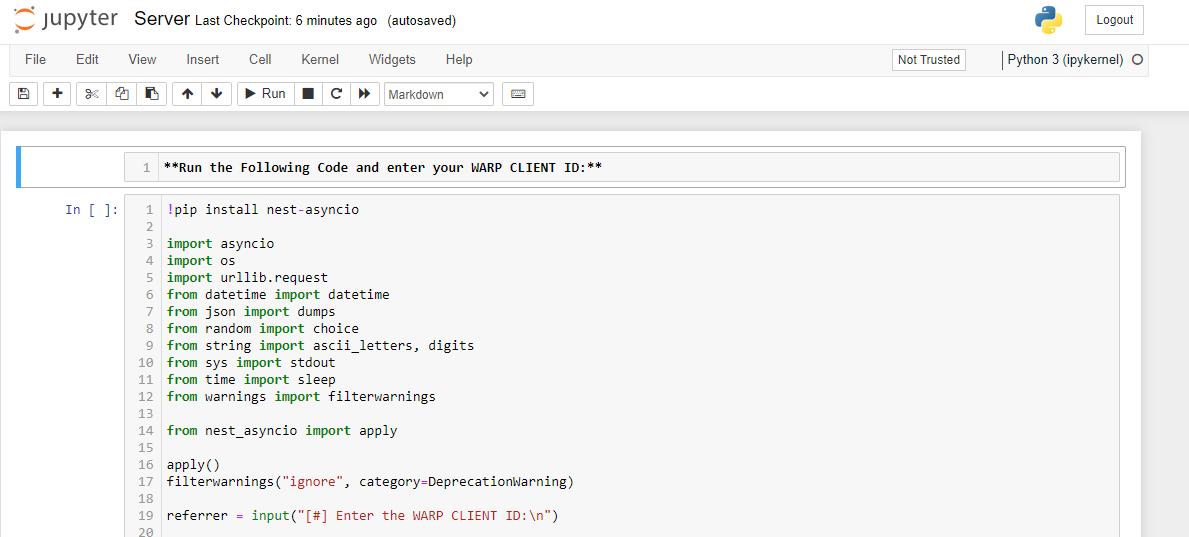 jupyter Server Last Checkpoint: 6 minutes ago (autosaved) Logout
File Edit View Insert Cell Kernel Widgets Help Not Trusted Python 3 (ipykernel)
Run Markdown
1 **Run the Following Code and enter your WARP CLIENT ID:**
In [ ]: 1 !pip install nest-asyncio
2
3 import asyncio
4 import os
5 import urllib.request
6 from datetime import datetime
7 from json import dumps
8 from random import choice
9 from string import ascii_letters, digits
10 from sys import stdout
11 from time import sleep
12 from warnings import filterwarnings
13
14 from nest_asyncio import apply
15
16 apply()
17 filterwarnings("ignore", category=DeprecationWarning)
18
19 referrer = input("[#] Enter the WARP CLIENT ID:\n")
20